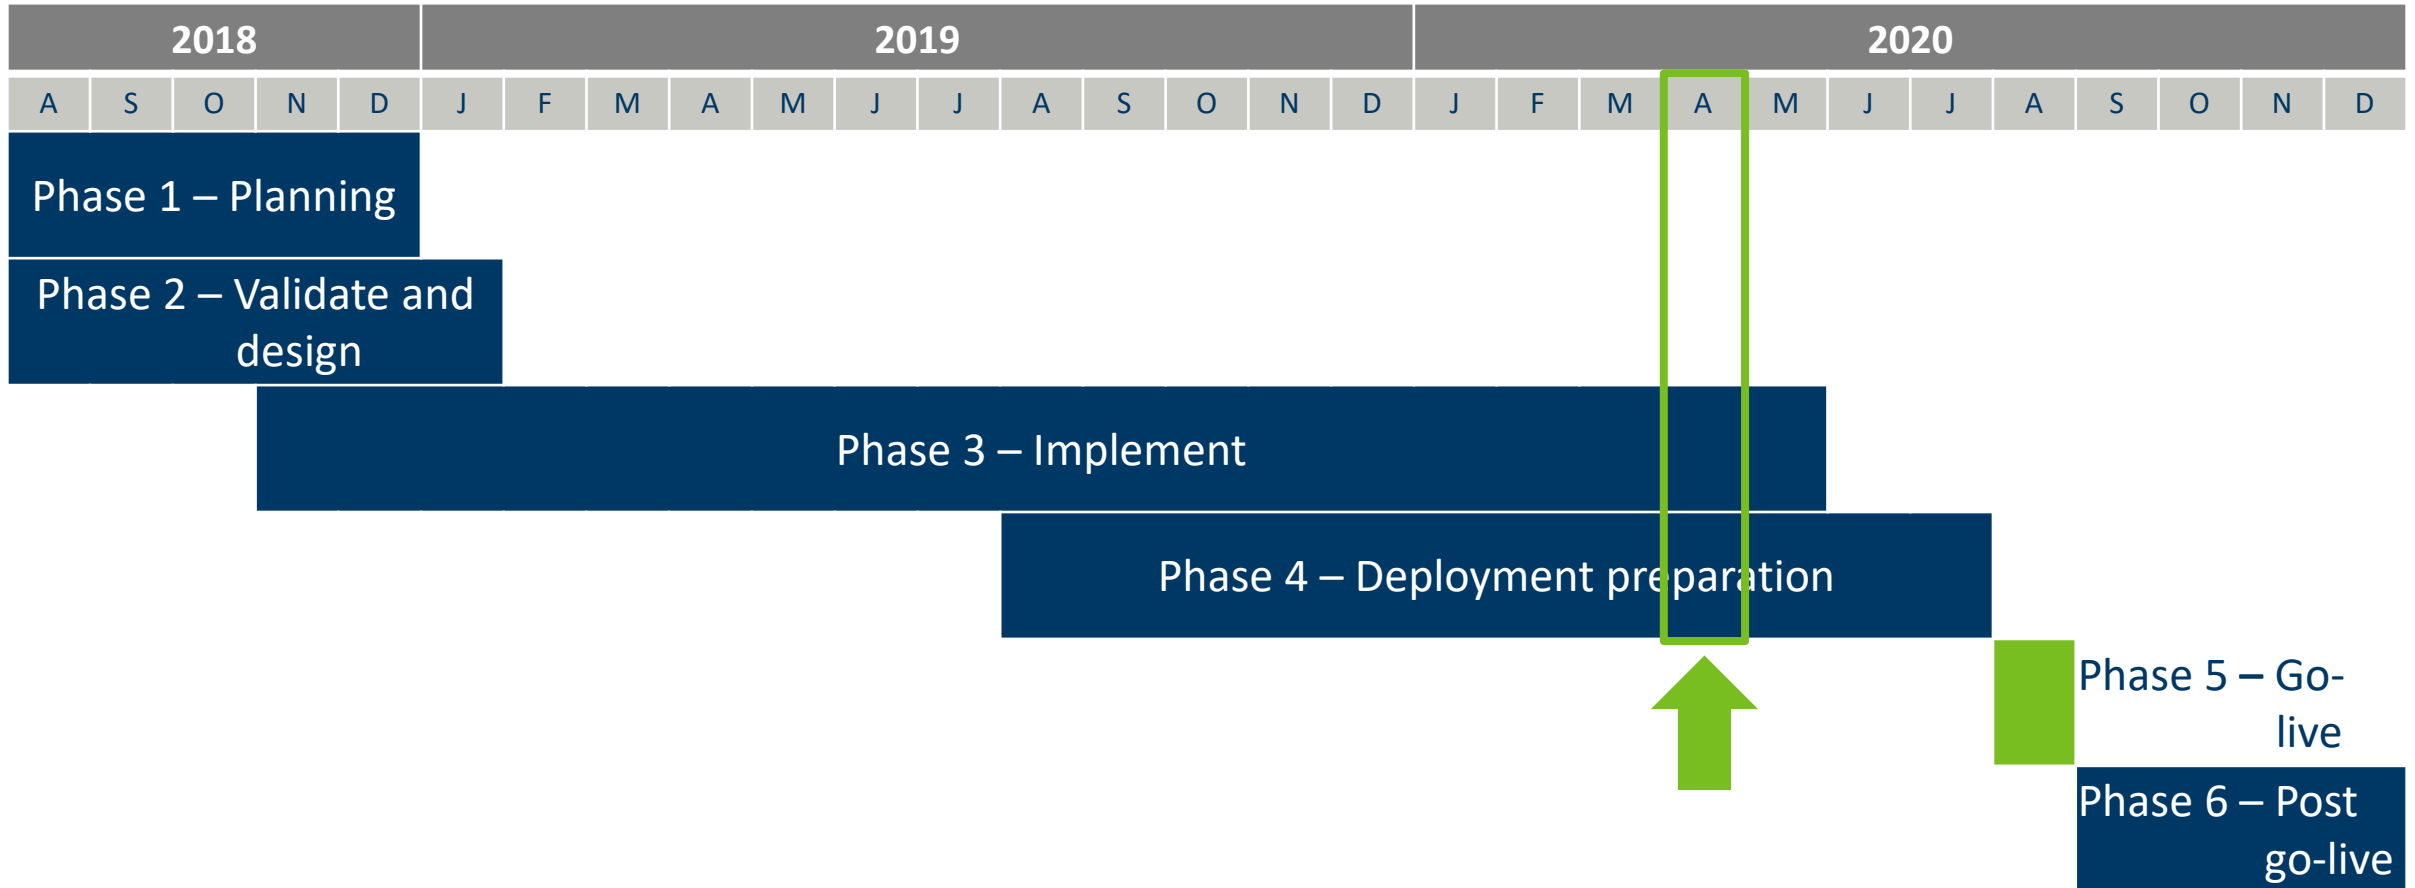 2018 2019 2020
A S O N D J F M A M J J A S O N D J F M A M J J A S O N D
Phase 1 – Planning
Phase 2 – Validate and
design
Phase 3 – Implement
Phase 4 – Deployment preparation
Phase 5 – Go-
live
Phase 6 – Post
go-live